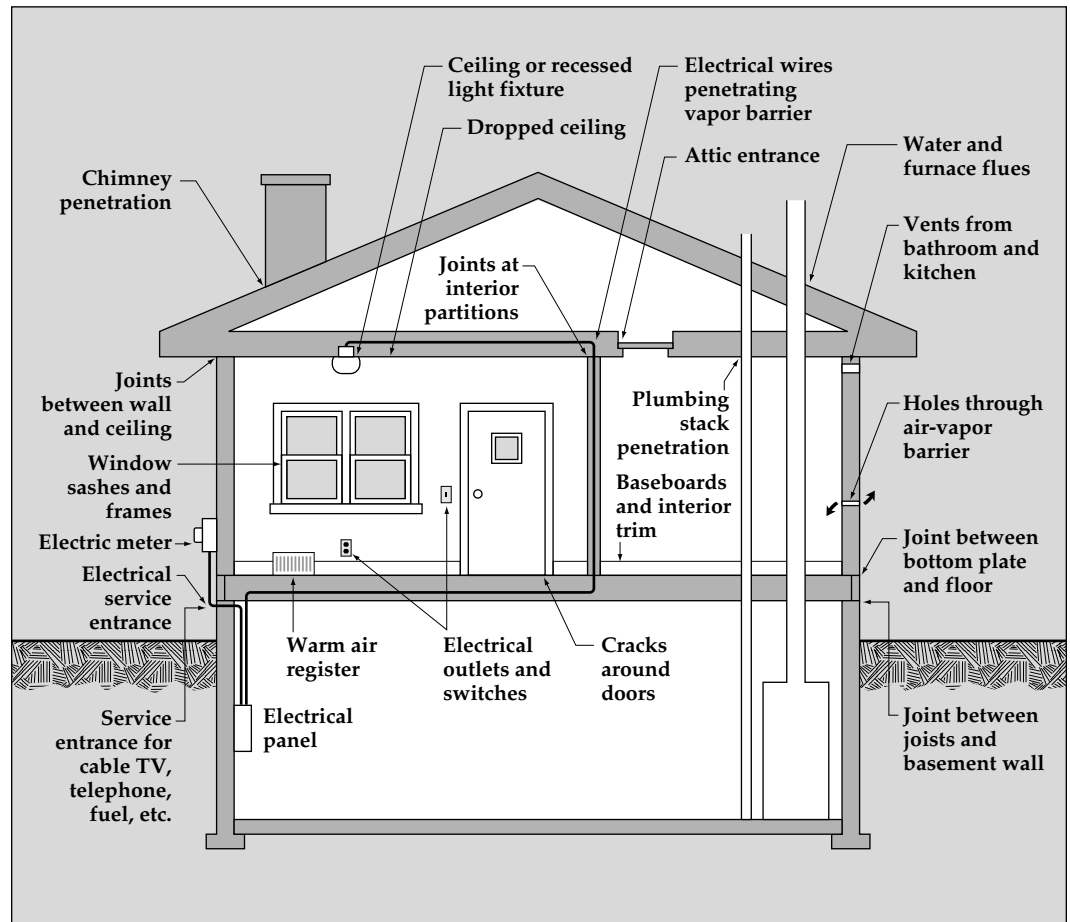 Ceiling or recessed
light fixture
Dropped ceiling
Electrical wires
penetrating
vapor barrier
Attic entrance
Water and
furnace flues
Chimney
penetration
Vents from
bathroom and
kitchen
Joints at
interior
partitions
Joints
between wall
and ceiling
Plumbing
stack
penetration
Holes through
air-vapor
barrier
Window
sashes and
frames
Baseboards
and interior
trim
Electric meter
Joint between
bottom plate
and floor
Electrical
service
entrance
Warm air
register
Electrical
outlets and
switches
Cracks
around
doors
Service
entrance for
cable TV,
telephone,
fuel, etc.
Electrical
panel
Joint between
joists and
basement wall